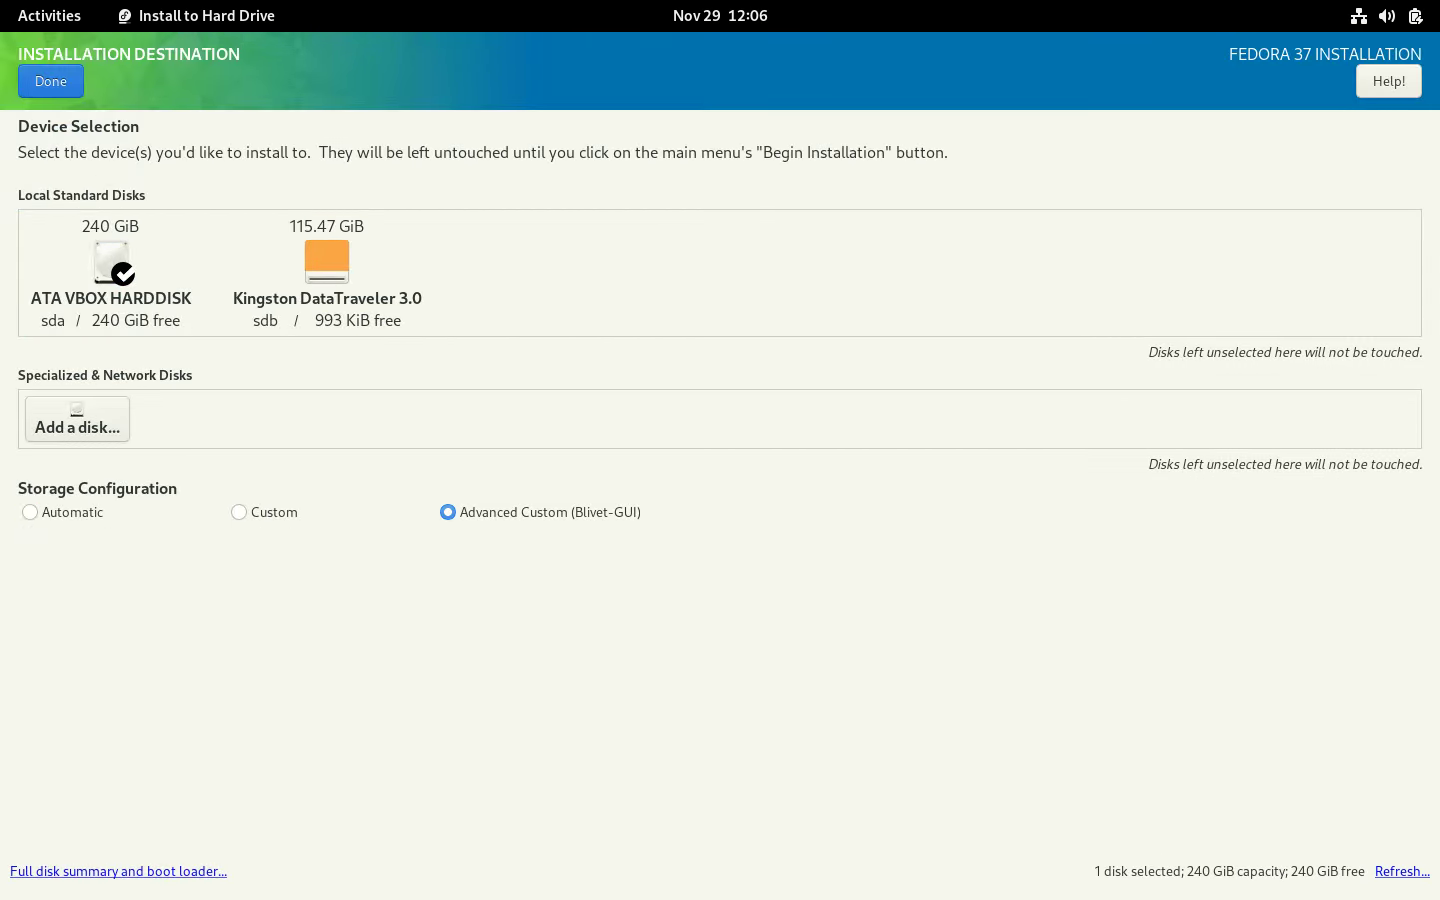 Activities Install to Hard Drive Nov 29 12:06
INSTALLATION DESTINATION FEDORA 37 INSTALLATION
Done Help!
Device Selection
Select the device(s) you'd like to install to. They will be left untouched until you click on the main menu's "Begin Installation" button.
Local Standard Disks
240 GiB 115.47 GiB
ATA VBOX HARDDISK Kingston DataTraveler 3.0
sda / 240 GiB free sdb / 993 KiB free
Disks left unselected here will not be touched.
Specialized & Network Disks
Add a disk...
Disks left unselected here will not be touched.
Storage Configuration
Automatic Custom Advanced Custom (Blivet-GUI)
Full disk summary and boot loader... 1 disk selected; 240 GiB capacity; 240 GiB free Refresh...